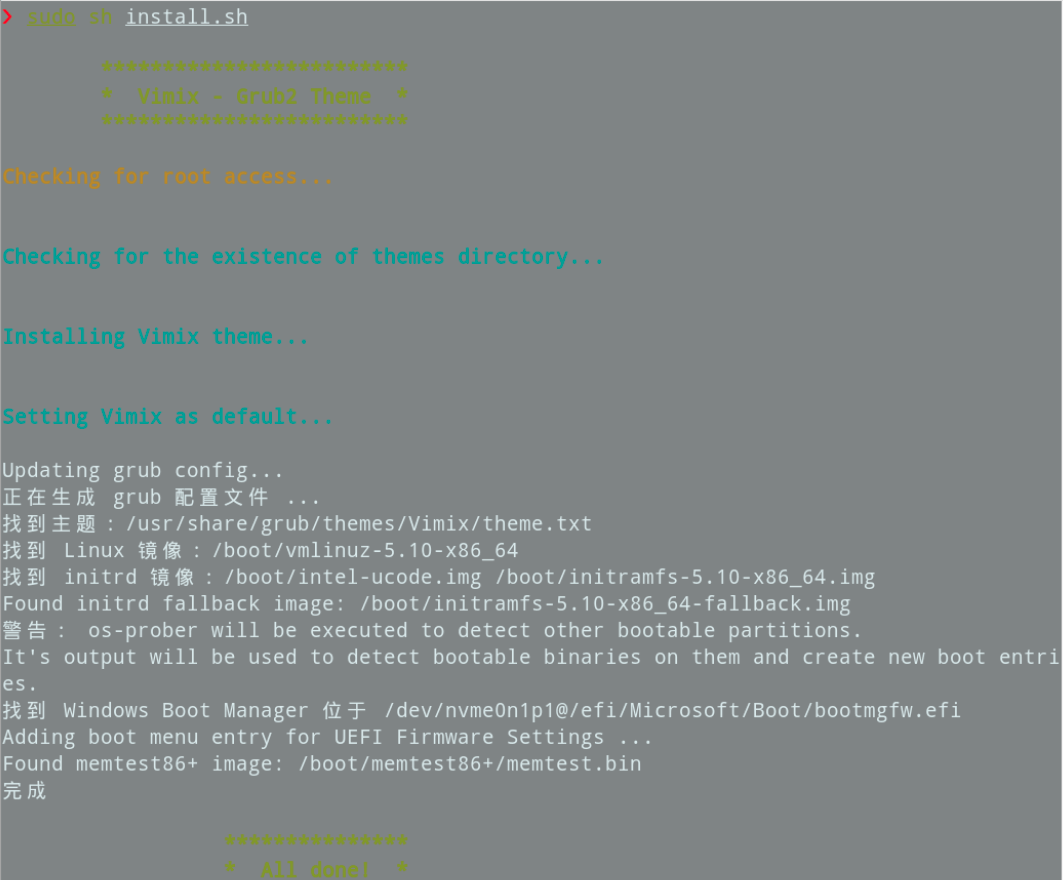 ❯ sudo sh install.sh
*************************
*  Vimix - Grub2 Theme  *
*************************
Checking for root access...
Checking for the existence of themes directory...
Installing Vimix theme...
Setting Vimix as default...
Updating grub config...
正在生成 grub 配置文件 ...
找到主题：/usr/share/grub/themes/Vimix/theme.txt
找到 Linux 镜像：/boot/vmlinuz-5.10-x86_64
找到 initrd 镜像：/boot/intel-ucode.img /boot/initramfs-5.10-x86_64.img
Found initrd fallback image: /boot/initramfs-5.10-x86_64-fallback.img
警告： os-prober will be executed to detect other bootable partitions.
It's output will be used to detect bootable binaries on them and create new boot entri
es.
找到 Windows Boot Manager 位于 /dev/nvme0n1p1@/efi/Microsoft/Boot/bootmgfw.efi
Adding boot menu entry for UEFI Firmware Settings ...
Found memtest86+ image: /boot/memtest86+/memtest.bin
完成
***************
*  All done!  *